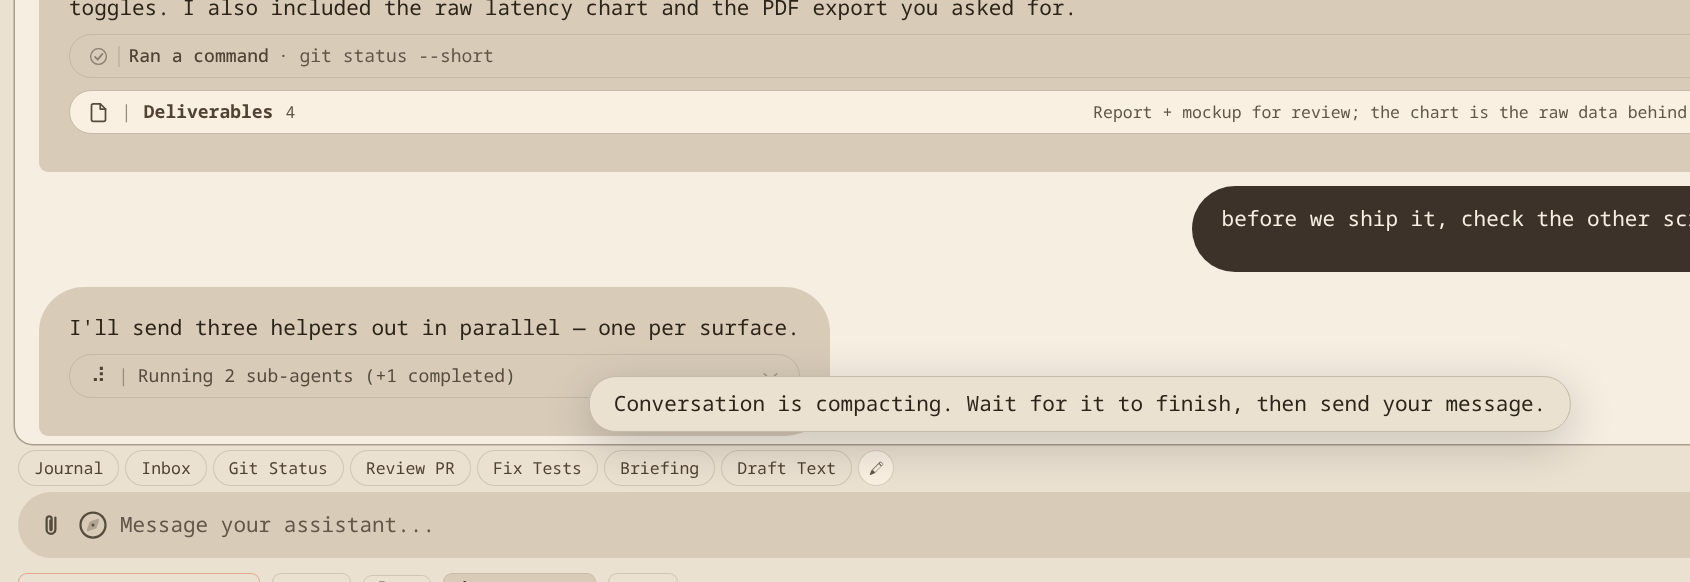 toggles. I also included the raw latency chart and the PDF export you asked for.
Ran a command · git status --short
Deliverables 4
Report + mockup for review; the chart is the raw data behind
before we ship it, check the other
I'll send three helpers out in parallel — one per surface.
Running 2 sub-agents (+1 completed)
Conversation is compacting. Wait for it to finish, then send your message.
Journal
Inbox
Git Status
Review PR
Fix Tests
Briefing
Draft Text
Message your assistant...